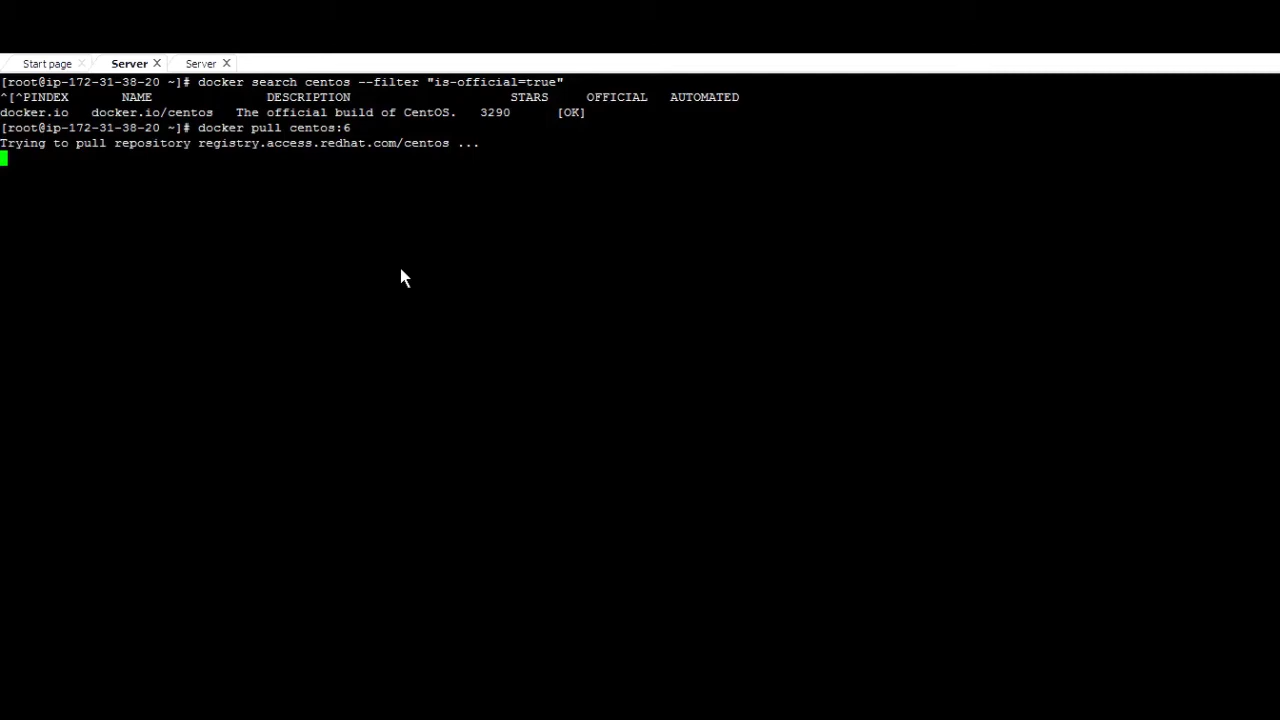 Start page Server Server
[root@ip-172-31-38-20 ~]# docker search centos --filter "is-official=true"
^[^PINDEX NAME DESCRIPTION STARS OFFICIAL AUTOMATED
docker.io docker.io/centos The official build of CentOS. 3290 [OK]
[root@ip-172-31-38-20 ~]# docker pull centos:6
Trying to pull repository registry.access.redhat.com/centos ...